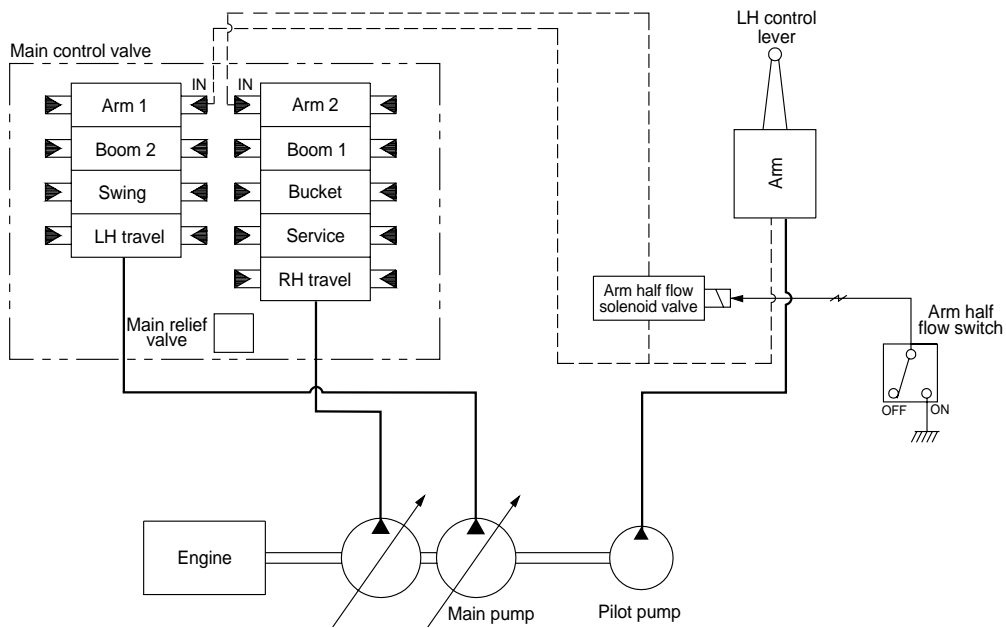 LH control
lever
Main control valve
IN
IN
Arm 1
Arm 2
Boom 2
Boom 1
Swing
Bucket
LH travel
Service
RH travel
Main relief
valve
Arm
Arm half flow
solenoid valve
Arm half
flow switch
OFF
ON
Engine
Main pump
Pilot pump